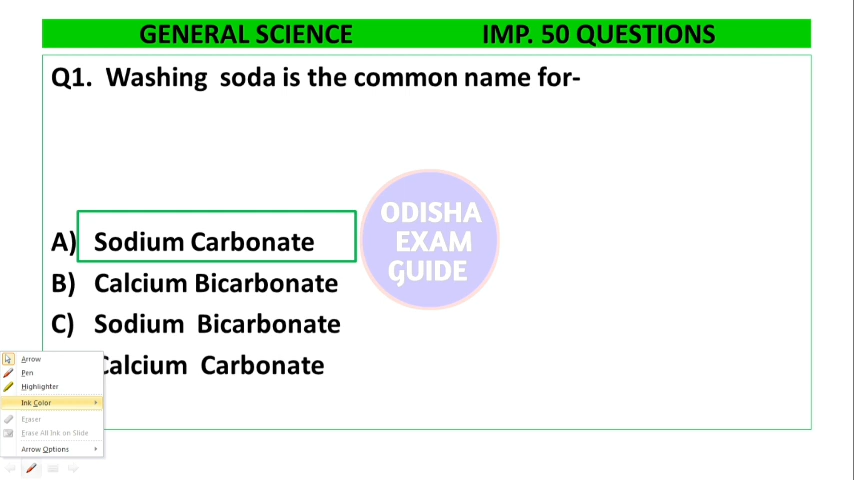 GENERAL SCIENCE IMP. 50 QUESTIONS
Q1. Washing soda is the common name for-
A) Sodium Carbonate
B) Calcium Bicarbonate
C) Sodium Bicarbonate
Calcium Carbonate
ODISHA
EXAM
GUIDE
Arrow
Pen
Highlighter
Ink Color
Eraser
Erase All Ink on Slide
Arrow Options